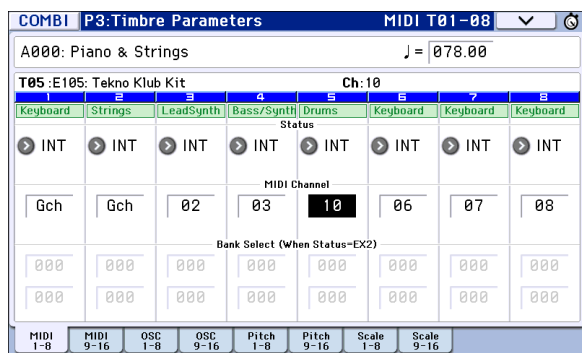 COMBI P3:Timbre Parameters MIDI T01-08
A000: Piano & Strings ♩= 078.00
T05 :E105: Tekno Klub Kit Ch:10
1 2 3 4 5 6 7 8
Keyboard Strings LeadSynth Bass/Synth Drums Keyboard Keyboard Keyboard
Status
INT INT INT INT INT INT INT INT
MIDI Channel
Gch Gch 02 03 10 06 07 08
Bank Select (When Status=EX2)
000 000 000 000 000 000 000 000
000 000 000 000 000 000 000 000
MIDI 1-8 MIDI 9-16 OSC 1-8 OSC 9-16 Pitch 1-8 Pitch 9-16 Scale 1-8 Scale 9-16